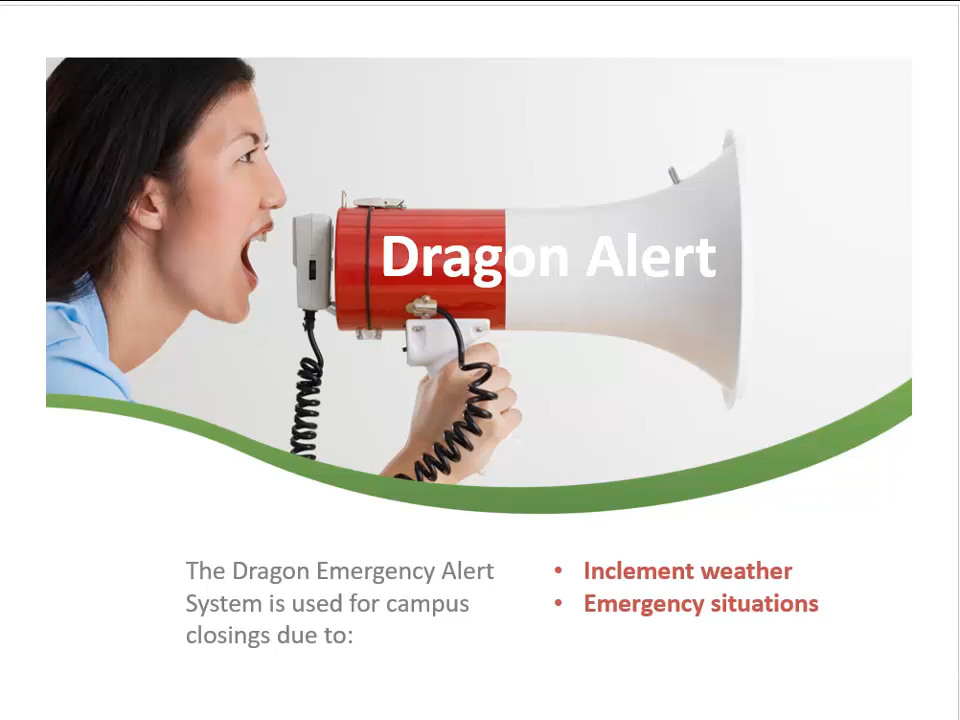 Dragon Alert
The Dragon Emergency Alert
System is used for campus
closings due to:
• Inclement weather
• Emergency situations